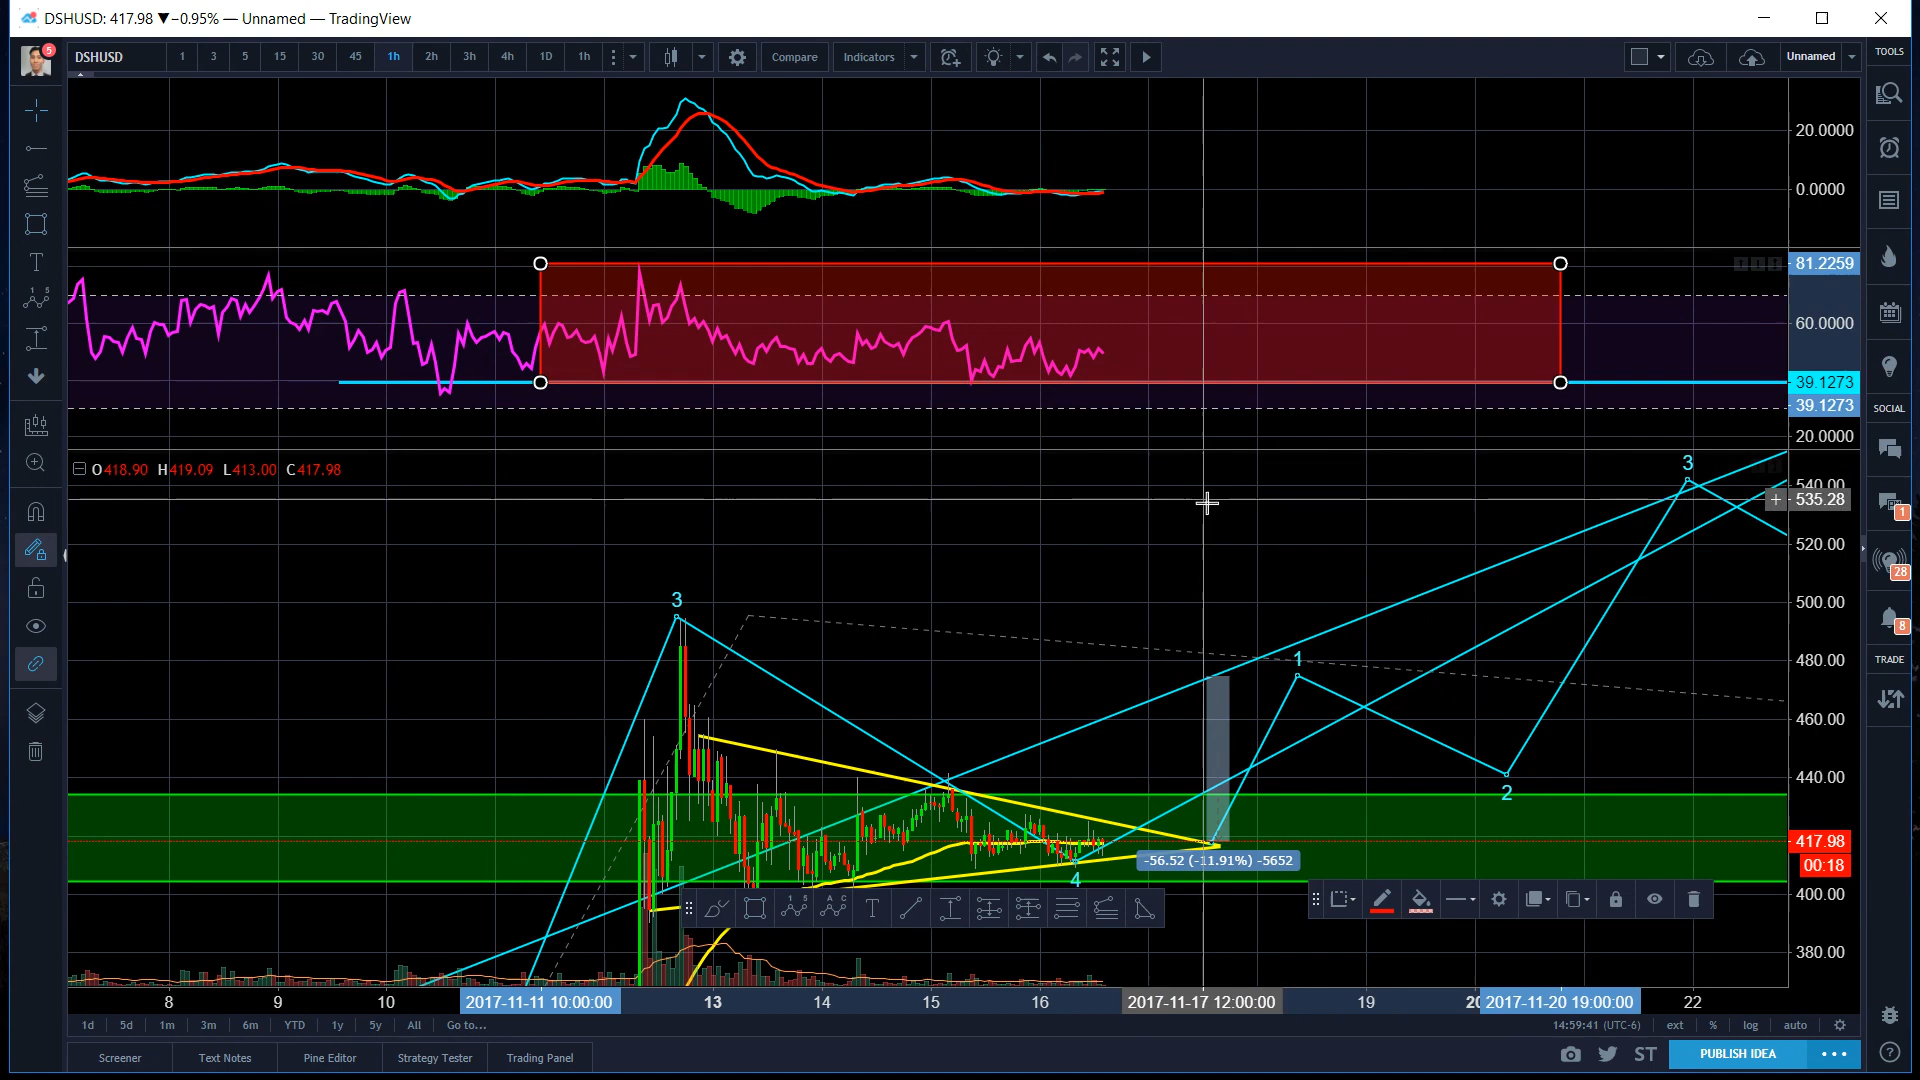 DSHUSD: 417.98 ▼−0.95% — Unnamed — TradingView
5
DSHUSD 1 3 5 15 30 45 1h 2h 3h 4h 1D 1h Compare Indicators Unnamed
TOOLS
20.0000
0.0000
81.2259
60.0000
39.1273
39.1273
20.0000
SOCIAL
O418.90 H419.09 L413.00 C417.98
3
540.00
535.28
1
520.00
28
3
500.00
8
1
480.00
TRADE
460.00
440.00
2
417.98
-56.52 (-11.91%) -5652
00:18
4
400.00
1 5
A C
T
380.00
8 9 10 2017-11-11 10:00:00 13 14 15 16 2017-11-17 12:00:00 19 20 2017-11-20 19:00:00 22
1d 5d 1m 3m 6m YTD 1y 5y All Go to... 14:59:41 (UTC-6) ext % log auto
Screener Text Notes Pine Editor Strategy Tester Trading Panel ST PUBLISH IDEA